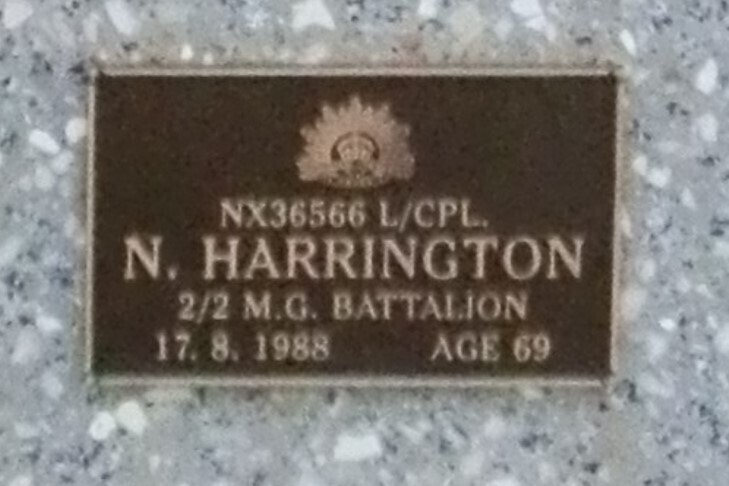 NX36566 L/CPL.
N. HARRINGTON
2/2 M.G. BATTALION
17. 8. 1988 AGE 69